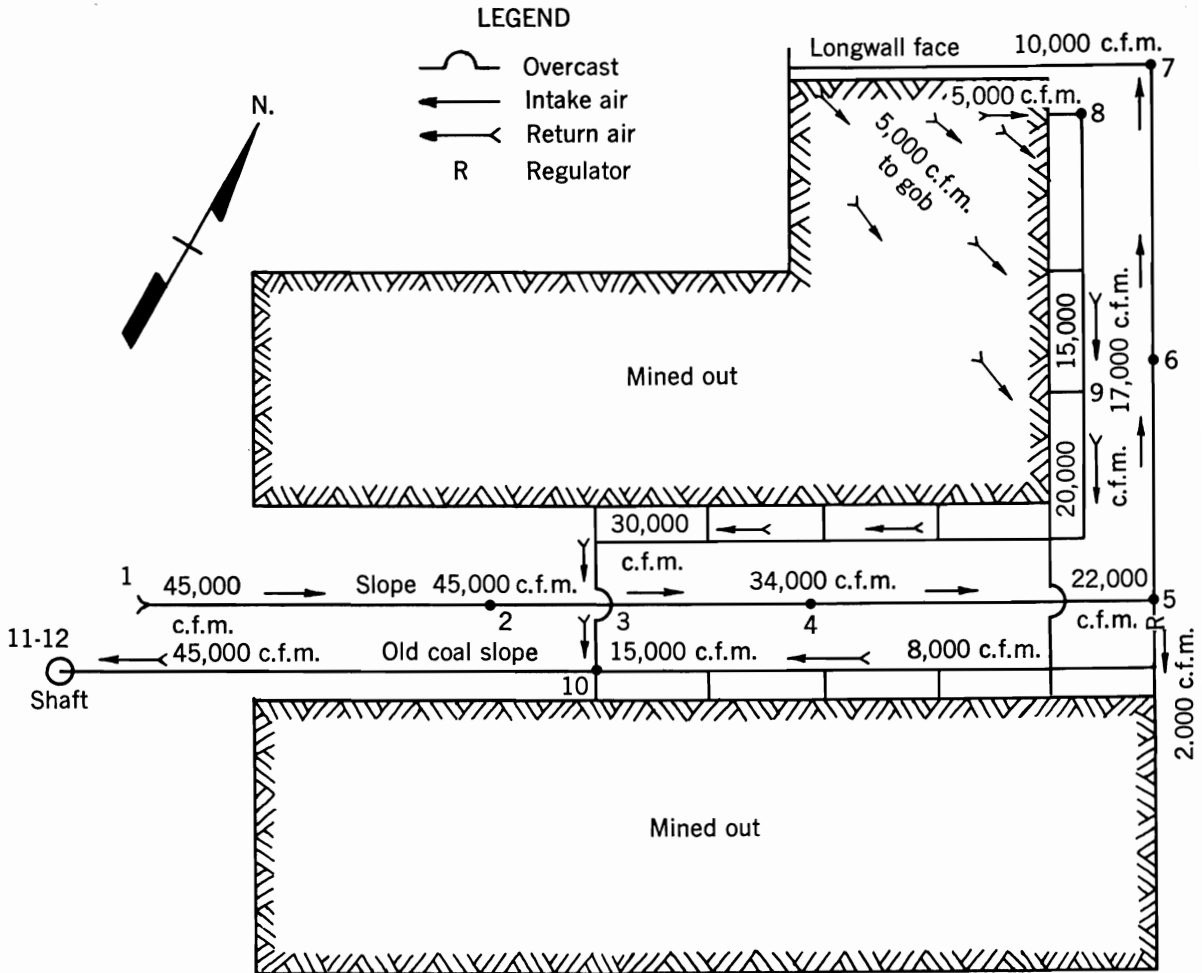 LEGEND
Overcast
Intake air
Return air
R Regulator
N.
Longwall face
10,000 c.f.m.
7
5,000 c.f.m.
8
5,000 c.f.m.
to gob
15,000
17,000 c.f.m.
6
Mined out
9
20,000
c.f.m.
30,000
c.f.m.
1
45,000
c.f.m.
Slope
45,000 c.f.m.
34,000 c.f.m.
22,000
c.f.m.
5
2
3
4
R
11-12
Shaft
45,000 c.f.m.
Old coal slope
15,000 c.f.m.
8,000 c.f.m.
10
2.000 c.f.m.
Mined out